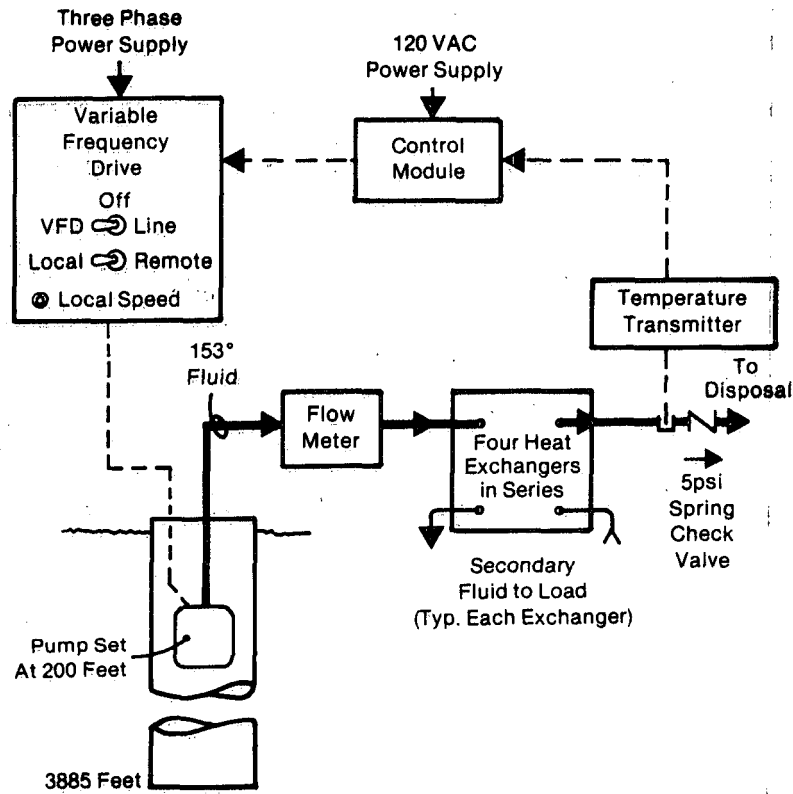 Three Phase
Power Supply
120 VAC
Power Supply
Variable
Frequency
Drive
Off
VFD Line
Local Remote
Local Speed
Control
Module
Temperature
Transmitter
153°
Fluid
Flow
Meter
Four Heat
Exchangers
in Series
To
Disposal
5psi
Spring
Check
Valve
Secondary
Fluid to Load
(Typ. Each Exchanger)
Pump Set
At 200 Feet
3885 Feet